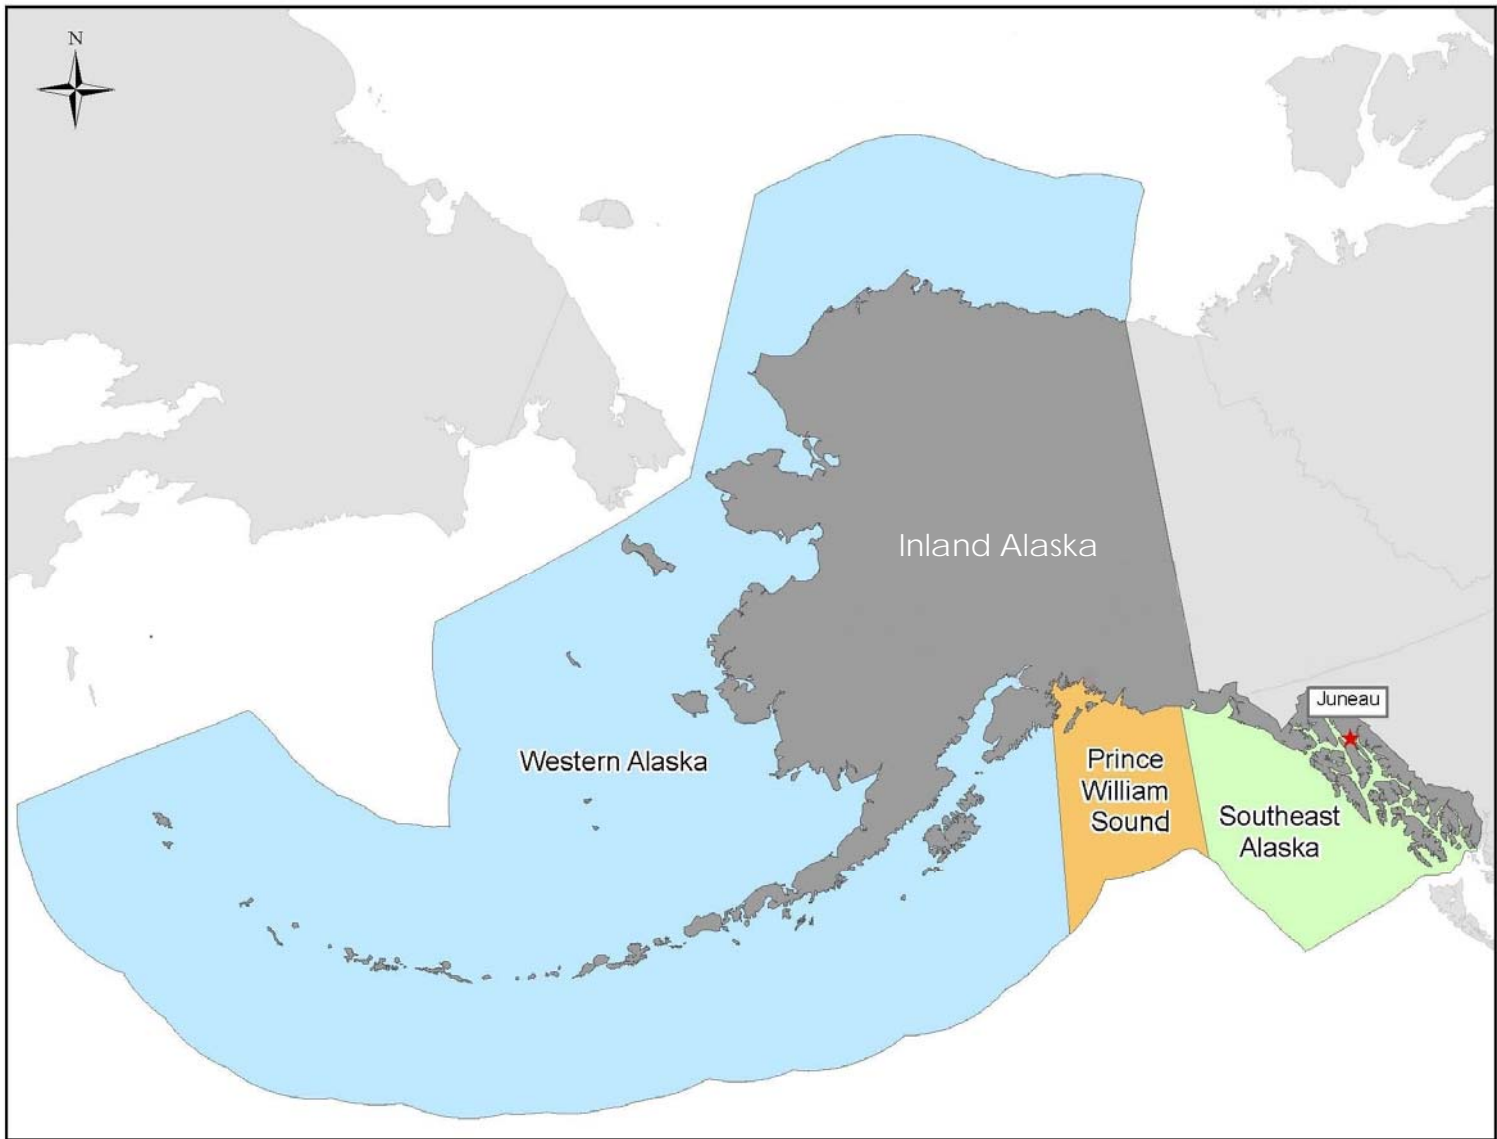 N
Inland Alaska
Juneau
Western Alaska
Prince
William
Sound
Southeast
Alaska